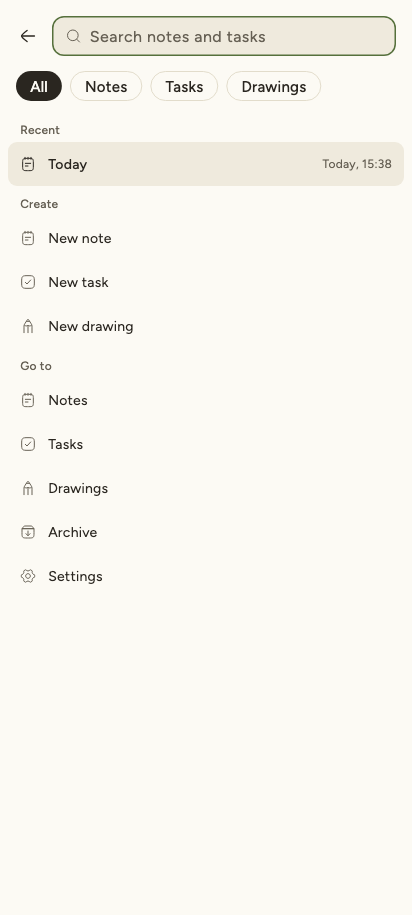 Search notes and tasks
All Notes Tasks Drawings
Recent
Today Today, 15:38
Create
New note
New task
New drawing
Go to
Notes
Tasks
Drawings
Archive
Settings